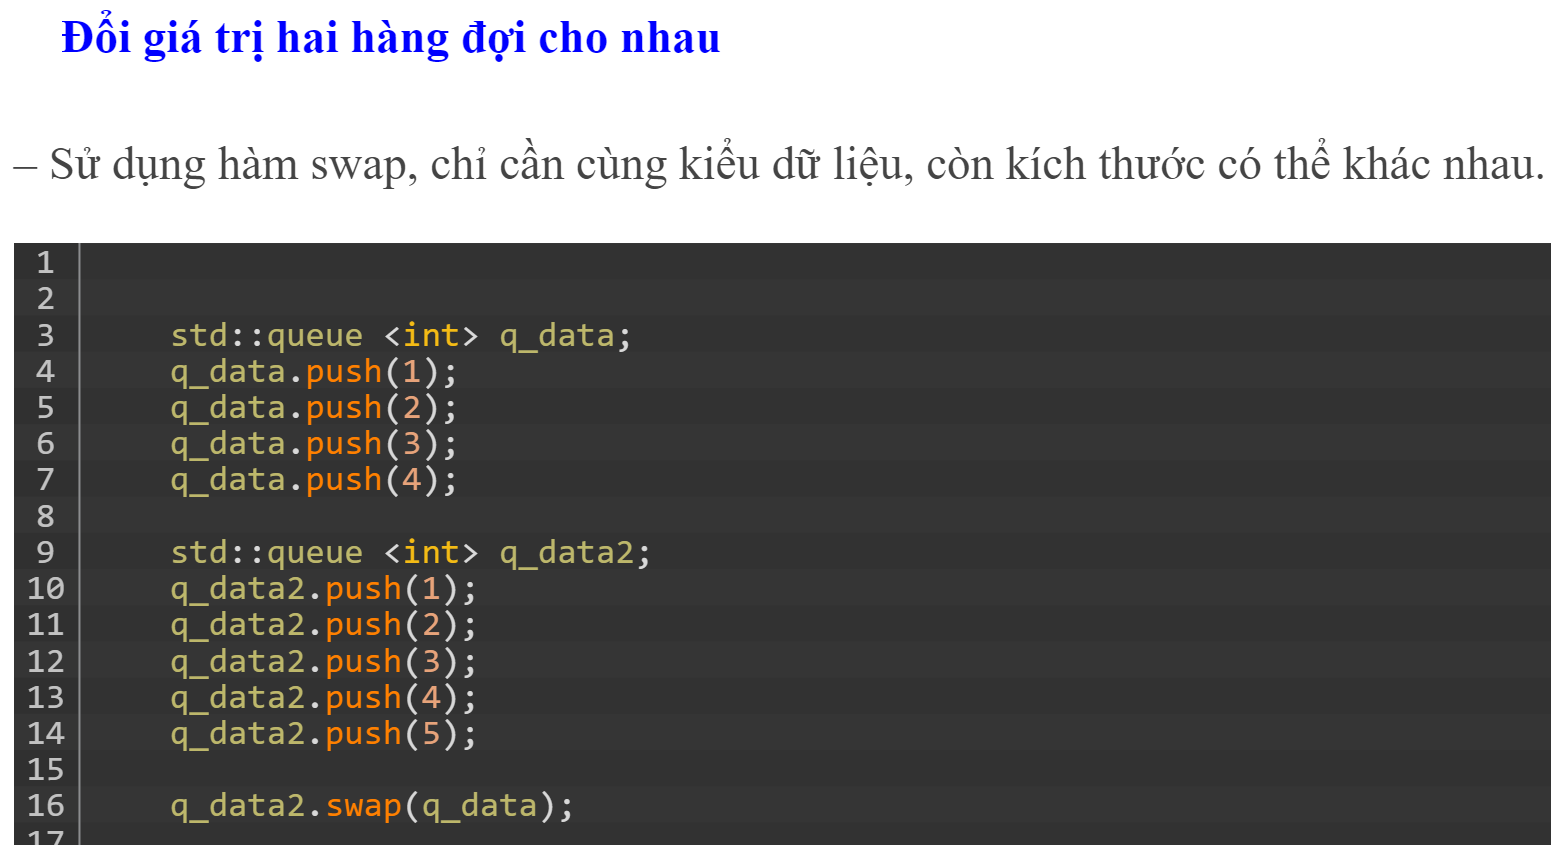 Đổi giá trị hai hàng đợi cho nhau
– Sử dụng hàm swap, chỉ cần cùng kiểu dữ liệu, còn kích thước có thể khác nhau.
1
2
3 std::queue <int> q_data;
4 q_data.push(1);
5 q_data.push(2);
6 q_data.push(3);
7 q_data.push(4);
8
9 std::queue <int> q_data2;
10 q_data2.push(1);
11 q_data2.push(2);
12 q_data2.push(3);
13 q_data2.push(4);
14 q_data2.push(5);
15
16 q_data2.swap(q_data);
17